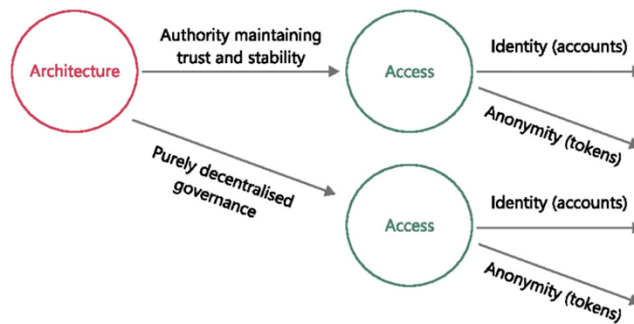 Authority maintaining
trust and stability
Identity (accounts)
Architecture
Access
Anonymity (tokens)
Purely decentralised
governance
Identity (accounts)
Access
Anonymity (tokens)